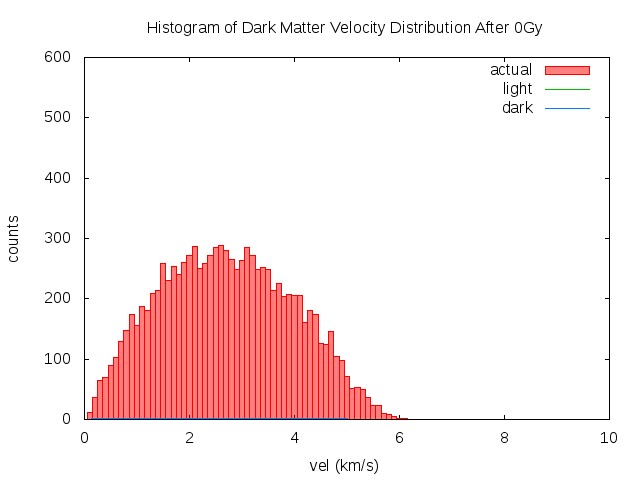 Histogram of Dark Matter Velocity Distribution After 0Gy
actual
light
dark
600
500
400
300
200
100
0
counts
0 2 4 6 8 10
vel (km/s)